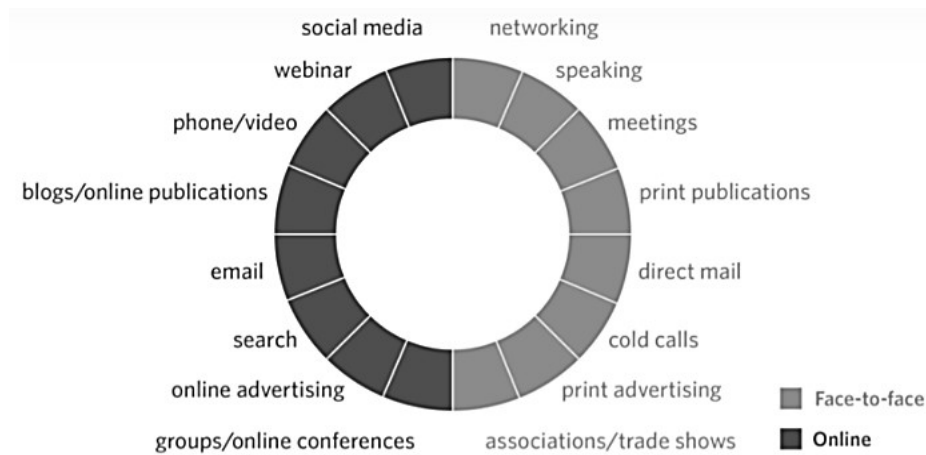 social media
networking
webinar
speaking
phone/video
meetings
blogs/online publications
print publications
email
direct mail
search
cold calls
online advertising
print advertising
groups/online conferences
associations/trade shows
Face-to-face
Online